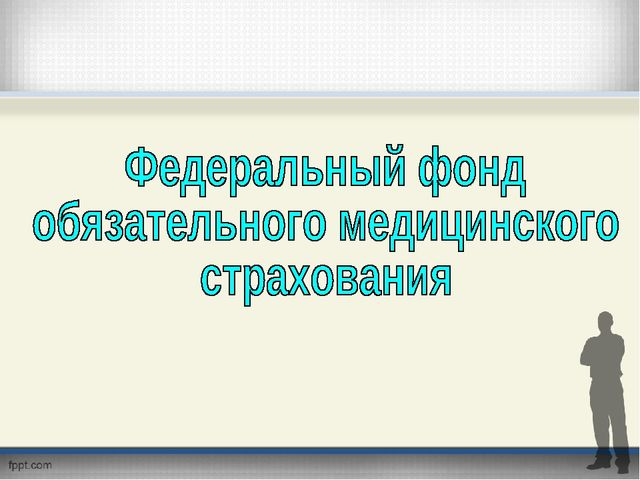 Федеральный фонд
обязательного медицинского
страхования
fppt.com